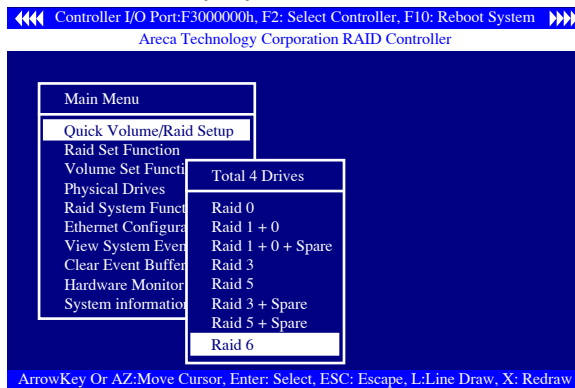 Controller I/O Port:F3000000h, F2: Select Controller, F10: Reboot System
Areca Technology Corporation RAID Controller
Main Menu
Quick Volume/Raid Setup
Raid Set Function
Volume Set Functi
Physical Drives
Raid System Funct
Ethernet Configura
View System Even
Clear Event Buffer
Hardware Monitor
System information
Total 4 Drives
Raid 0
Raid 1 + 0
Raid 1 + 0 + Spare
Raid 3
Raid 5
Raid 3 + Spare
Raid 5 + Spare
Raid 6
ArrowKey Or AZ:Move Cursor, Enter: Select, ESC: Escape, L:Line Draw, X: Redraw